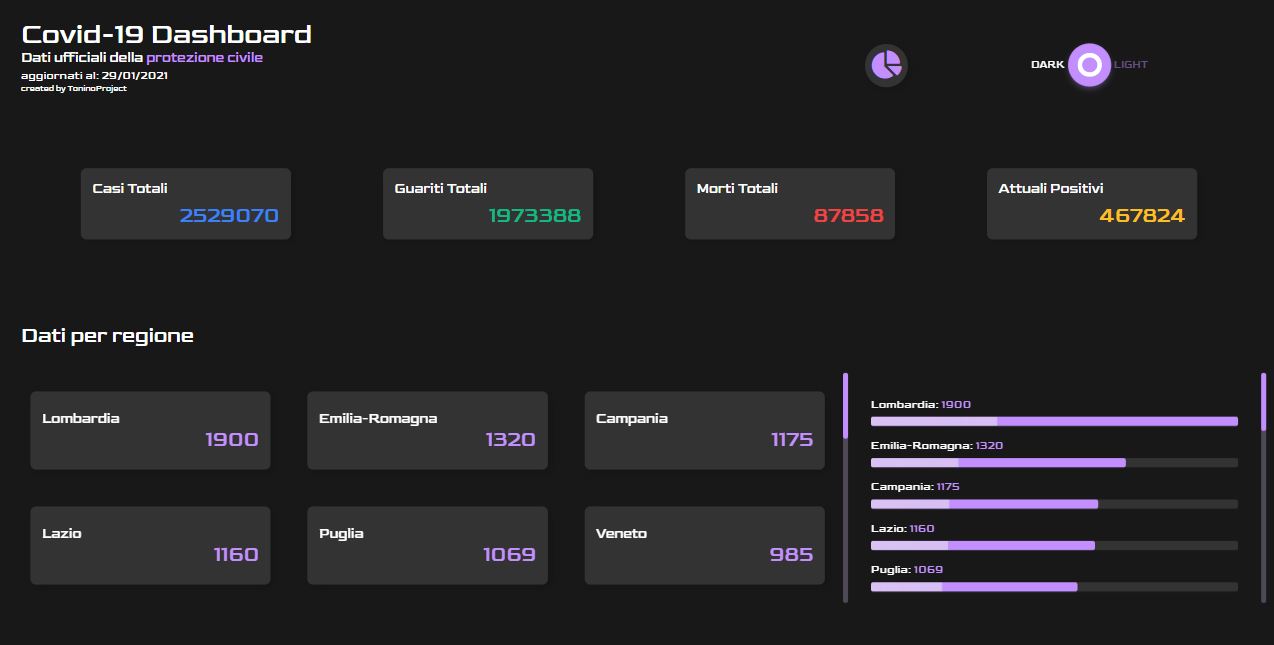 Covid-19 Dashboard
Dati ufficiali della protezione civile
aggiornati al: 29/01/2021
created by ToninoProject
DARK LIGHT
Casi Totali
2529070
Guariti Totali
1973388
Morti Totali
87858
Attuali Positivi
467824
Dati per regione
Lombardia
1900
Emilia-Romagna
1320
Campania
1175
Lazio
1160
Puglia
1069
Veneto
985
Lombardia: 1900
Emilia-Romagna: 1320
Campania: 1175
Lazio: 1160
Puglia: 1069